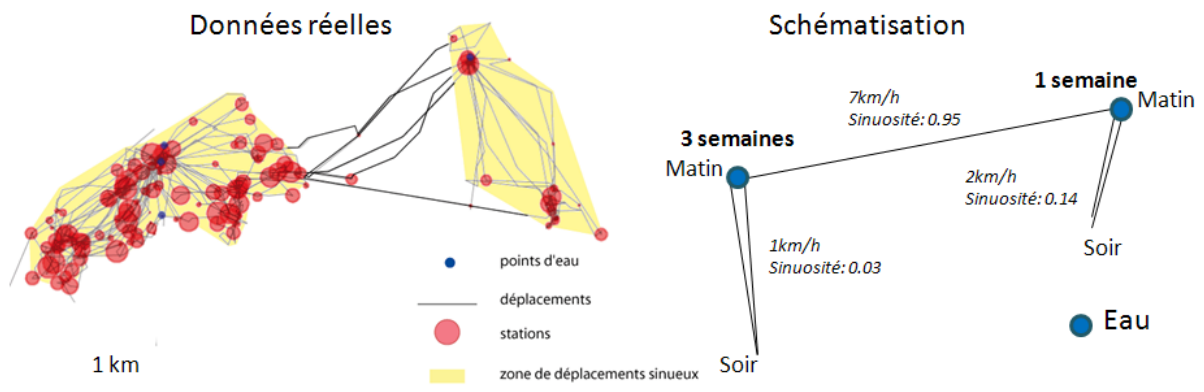 Données réelles
points d'eau
déplacements
stations
zone de déplacements sinueux
1 km
Schématisation
1 semaine
Matin
7km/h
Sinuosité: 0.95
3 semaines
Matin
2km/h
Sinuosité: 0.14
Soir
1km/h
Sinuosité: 0.03
Eau
Soir